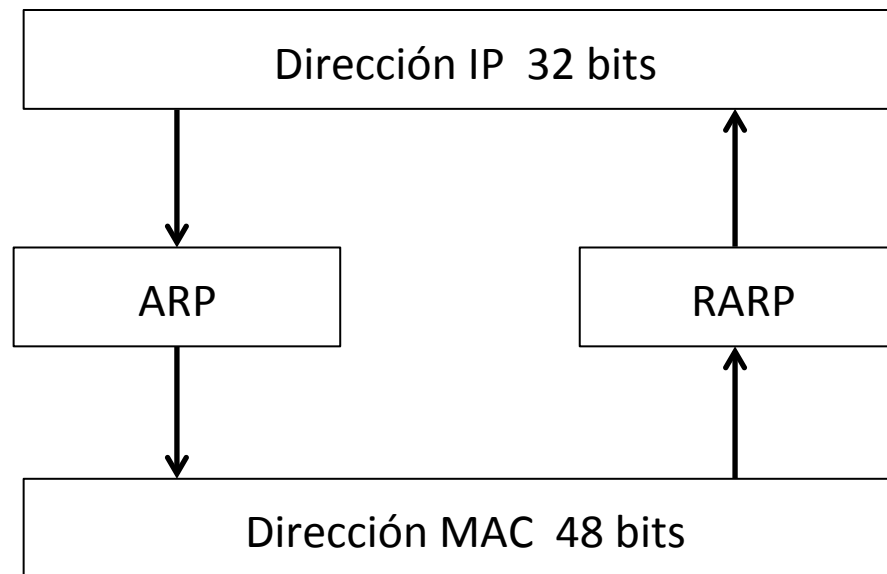 Dirección IP  32 bits
ARP
RARP
Dirección MAC  48 bits